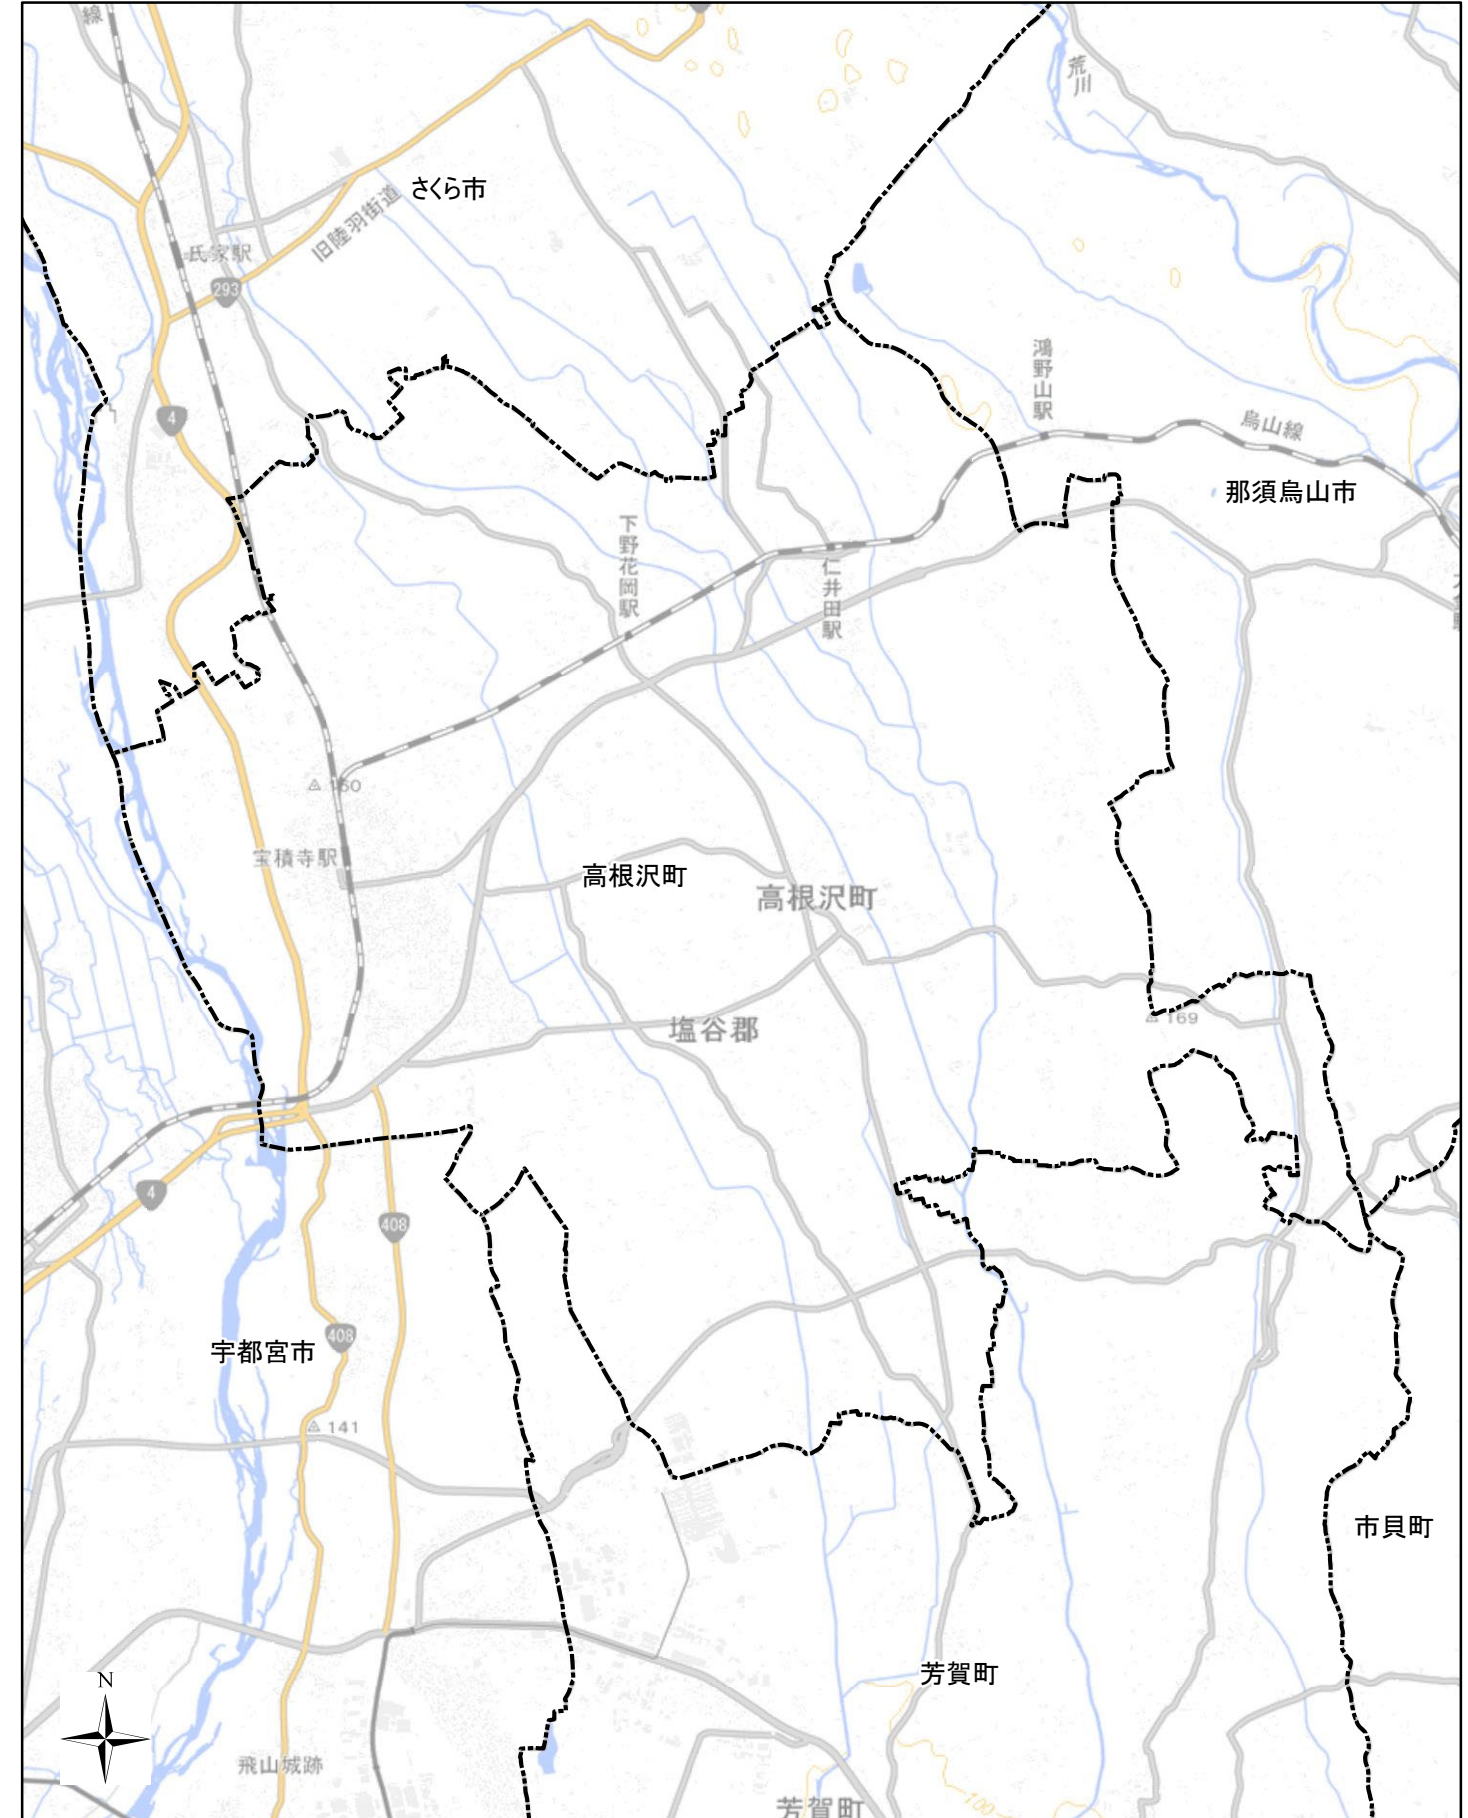 線
荒川
さくら市
旧陸羽街道
氏家駅
293
鴻野山駅
4
烏山線
那須烏山市
下野花岡駅
仁井田駅
160
宝積寺駅
高根沢町
高根沢町
169
塩谷郡
4
408
408
宇都宮市
141
市貝町
芳賀町
N
飛山城跡
100
芳賀町